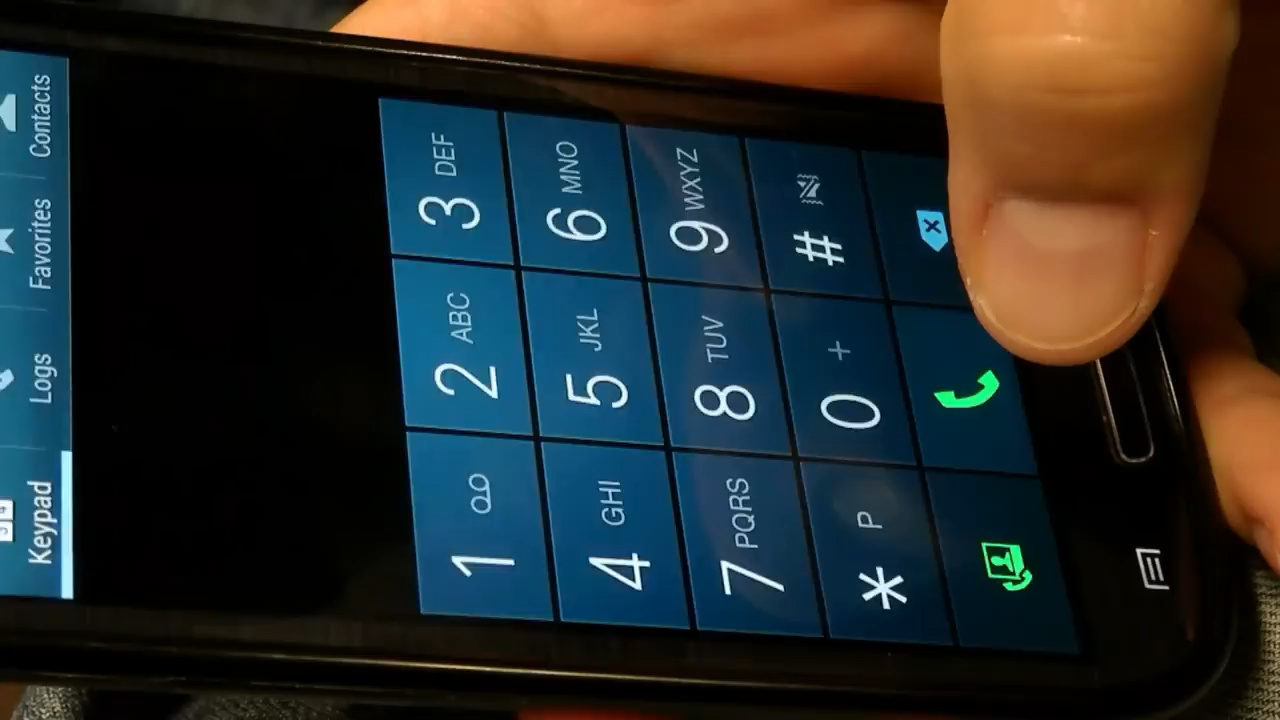 Keypad
Logs
Favorites
Contacts
1
2 ABC
3 DEF
4 GHI
5 JKL
6 MNO
7 PQRS
8 TUV
9 WXYZ
* P
0 +
#